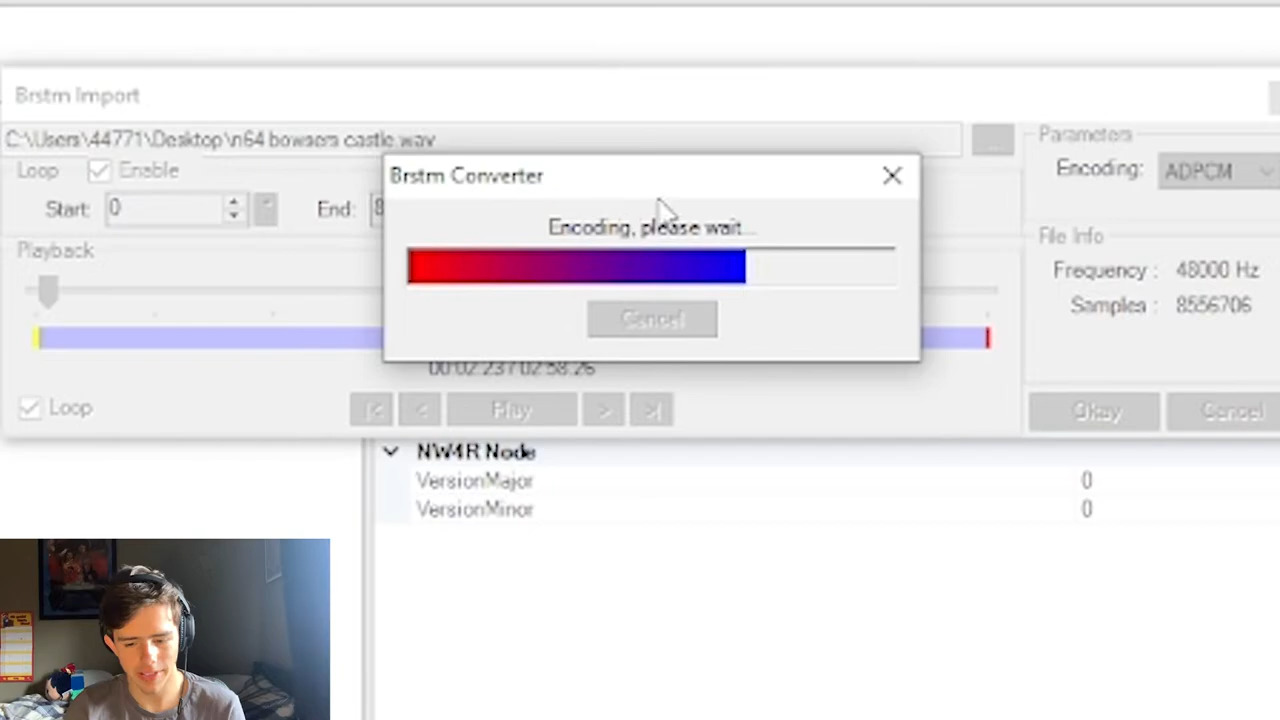 Brstm Import
C:\Users\44771\Desktop\n64 bowsers castle.wav
...
Parameters
Loop
Enable
Encoding:
ADPCM
Start:
0
End:
8
Brstm Converter
Encoding, please wait...
Cancel
File Info
Frequency :
48000 Hz
Samples :
8556706
Playback
00:02.23 / 02:58.26
Loop
|<
<
Play
>
>|
Okay
Cancel
NW4R Node
VersionMajor
0
VersionMinor
0